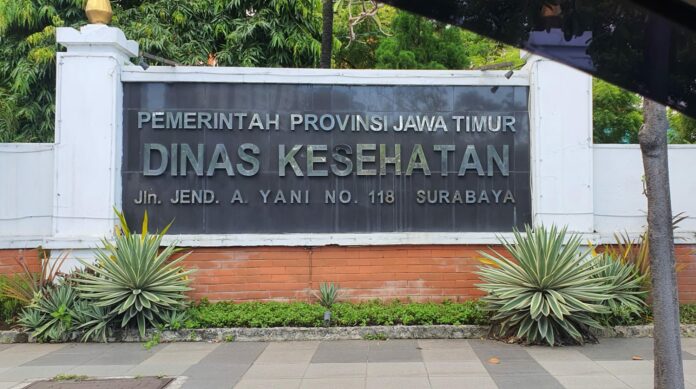 PEMERINTAH PROVINSI JAWA TIMUR
DINAS KESEHATAN
Jln. JEND. A. YANI NO. 118 SURABAYA